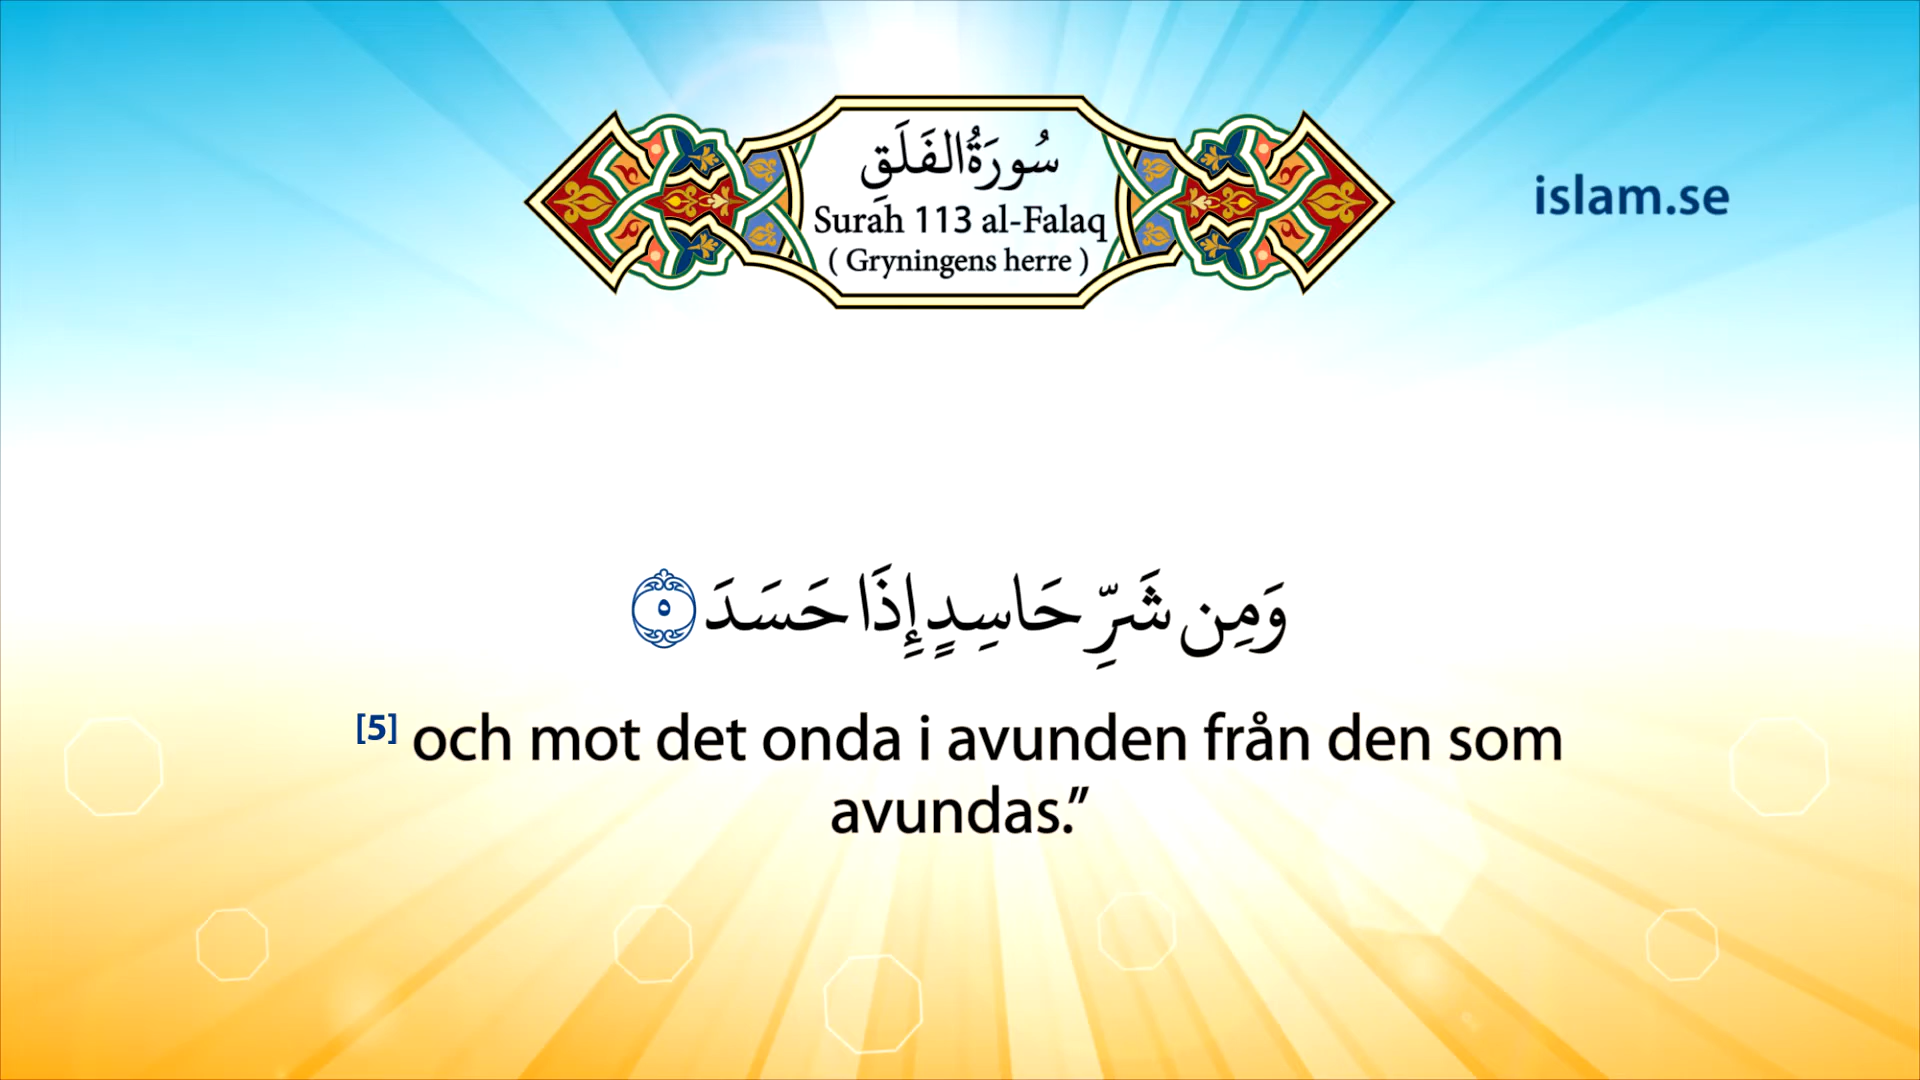 سُورَةُ الفَلَقِ
Surah 113 al-Falaq
( Gryningens herre )
islam.se
وَمِن شَرِّ حَاسِدٍ إِذَا حَسَدَ ٥
[5] och mot det onda i avunden från den som
avundas.”